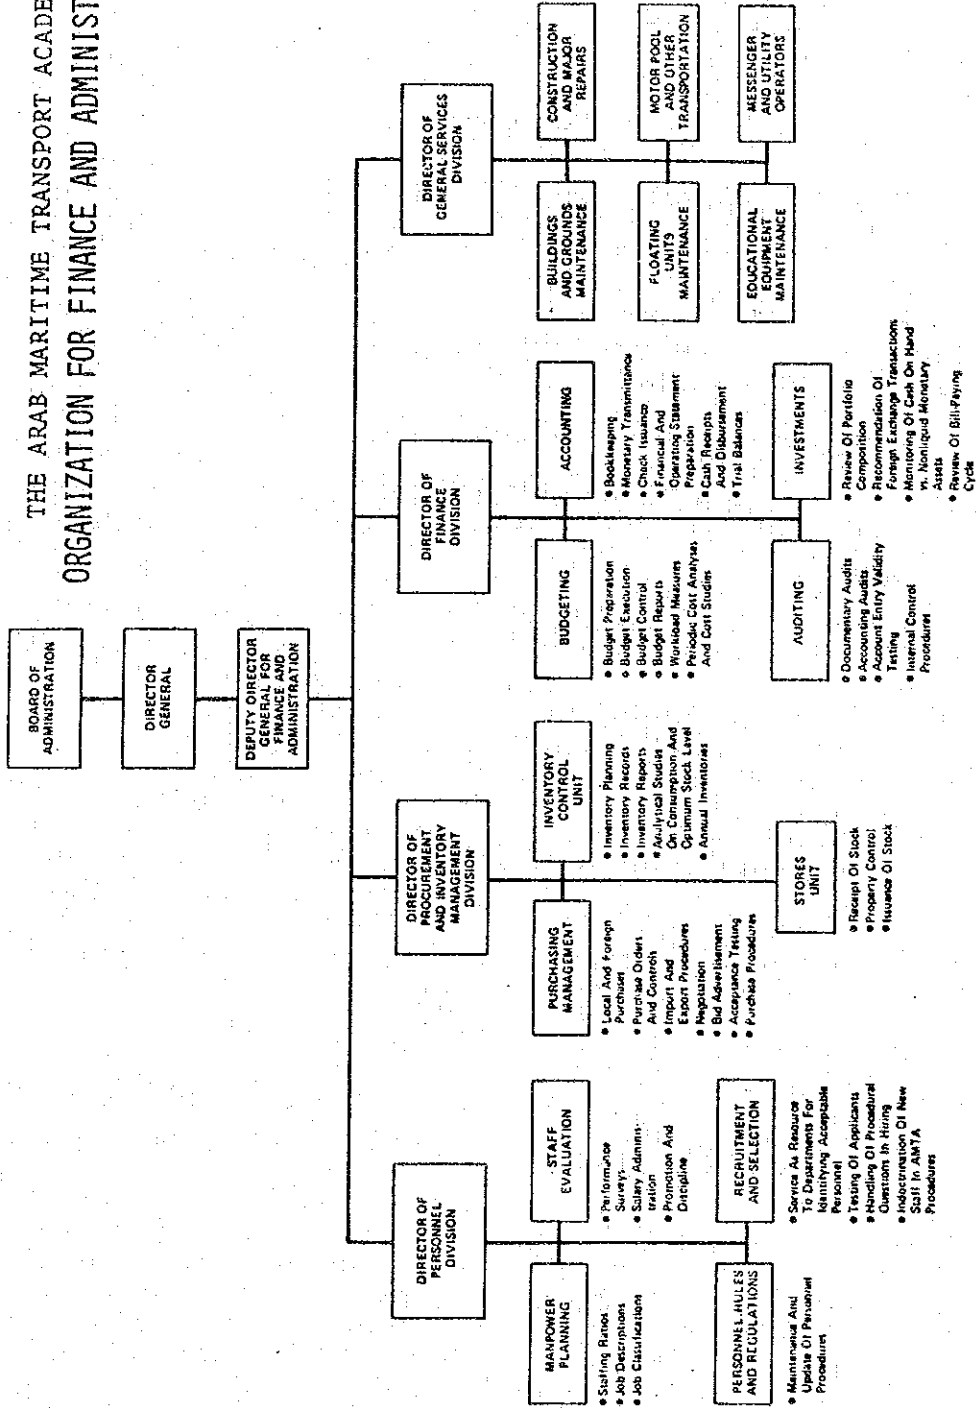 THE ARAB MARITIME TRANSPORT ACADE
ORGANIZATION FOR FINANCE AND ADMINIST
BOARD OF
ADMINISTRATION
DIRECTOR
GENERAL
DEPUTY DIRECTOR
GENERAL FOR
FINANCE AND
ADMINISTRATION
DIRECTOR OF
PERSONNEL
DIVISION
MANPOWER
PLANNING
• Staffing Ratios
• Job Descriptions
• Job Classifications
STAFF
EVALUATION
• Performance
Surveys
• Salary Adminis-
tration
• Promotion And
Discipline
PERSONNEL RULES
AND REGULATIONS
• Maintenance And
Update Of Personnel
Procedures
RECRUITMENT
AND SELECTION
• Service As Resource
To Departments For
Identifying Acceptable
Personnel
• Testing Of Applicants
• Handling Of Procedural
Questions In Hiring
• Indoctrination Of New
Staff In AMTA
Procedures
DIRECTOR OF
PROCUREMENT
AND INVENTORY
MANAGEMENT
DIVISION
PURCHASING
MANAGEMENT
• Local And Foreign
Purchases
• Purchase Orders
And Controls
• Import And
Export Procedures
• Negotiation
• Bid Advertisement
• Acceptance Testing
• Purchase Procedures
INVENTORY
CONTROL
UNIT
• Inventory Planning
• Inventory Records
• Inventory Reports
• Analytical Studies
On Consumption And
Optimum Stock Level
• Annual Inventories
STORES
UNIT
• Receipt Of Stock
• Property Control
• Issuance Of Stock
DIRECTOR OF
FINANCE
DIVISION
BUDGETING
• Budget Preparation
• Budget Execution
• Budget Control
• Budget Reports
• Workload Measures
• Periodic Cost Analyses
And Cost Studies
ACCOUNTING
• Bookkeeping
• Monetary Transmittance
• Check Issuance
• Financial And
Operating Statement
Preparation
• Cash Receipts
And Disbursement
• Trial Balances
AUDITING
• Documentary Audits
• Accounting Audits
• Account Entry Validity
Testing
• Internal Control
Procedures
INVESTMENTS
• Review Of Portfolio
Composition
• Recommendation Of
Foreign Exchange Transactions
• Monitoring Of Cash On Hand
vs. Nonliquid Monetary
Assets
• Review Of Bill-Paying
Cycle
DIRECTOR OF
GENERAL SERVICES
DIVISION
BUILDINGS
AND GROUNDS
MAINTENANCE
CONSTRUCTION
AND MAJOR
REPAIRS
FLOATING
UNITS
MAINTENANCE
MOTOR POOL
AND OTHER
TRANSPORTATION
EDUCATIONAL
EQUIPMENT
MAINTENANCE
MESSENGER
AND UTILITY
OPERATORS